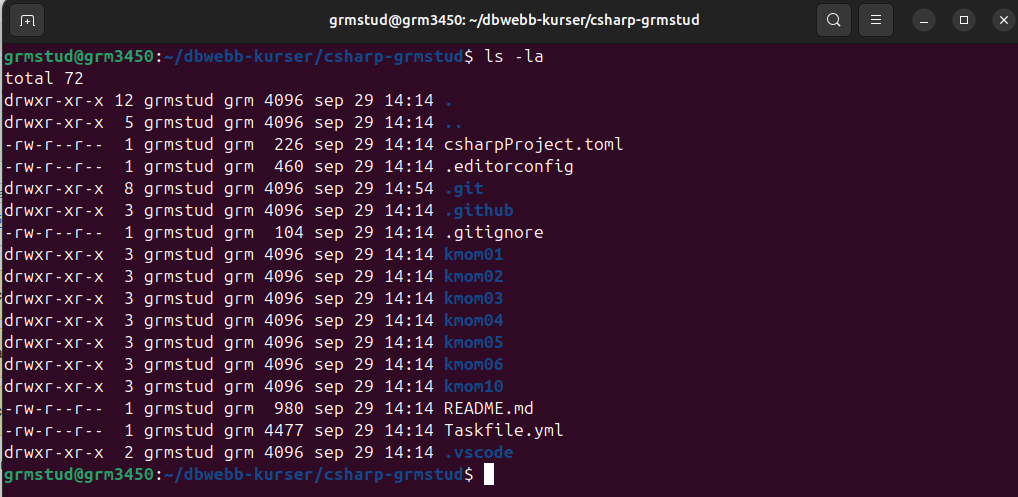 grmstud@grm3450: ~/dbwebb-kurser/csharp-grmstud
grmstud@grm3450:~/dbwebb-kurser/csharp-grmstud$ ls -la
total 72
drwxr-xr-x 12 grmstud grm 4096 sep 29 14:14 .
drwxr-xr-x  5 grmstud grm 4096 sep 29 14:14 ..
-rw-r--r--  1 grmstud grm  226 sep 29 14:14 csharpProject.toml
-rw-r--r--  1 grmstud grm  460 sep 29 14:14 .editorconfig
drwxr-xr-x  8 grmstud grm 4096 sep 29 14:54 .git
drwxr-xr-x  3 grmstud grm 4096 sep 29 14:14 .github
-rw-r--r--  1 grmstud grm  104 sep 29 14:14 .gitignore
drwxr-xr-x  3 grmstud grm 4096 sep 29 14:14 kmom01
drwxr-xr-x  3 grmstud grm 4096 sep 29 14:14 kmom02
drwxr-xr-x  3 grmstud grm 4096 sep 29 14:14 kmom03
drwxr-xr-x  3 grmstud grm 4096 sep 29 14:14 kmom04
drwxr-xr-x  3 grmstud grm 4096 sep 29 14:14 kmom05
drwxr-xr-x  3 grmstud grm 4096 sep 29 14:14 kmom06
drwxr-xr-x  3 grmstud grm 4096 sep 29 14:14 kmom10
-rw-r--r--  1 grmstud grm  980 sep 29 14:14 README.md
-rw-r--r--  1 grmstud grm 4477 sep 29 14:14 Taskfile.yml
drwxr-xr-x  2 grmstud grm 4096 sep 29 14:14 .vscode
grmstud@grm3450:~/dbwebb-kurser/csharp-grmstud$